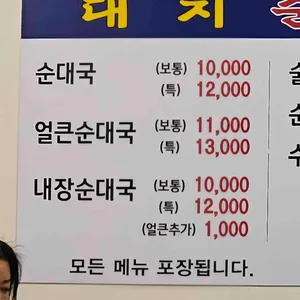 대 지
순대국 (보통) 10,000
(특) 12,000
얼큰순대국 (보통) 11,000
(특) 13,000
내장순대국 (보통) 10,000
(특) 12,000
(얼큰추가) 1,000
모든 메뉴 포장됩니다.